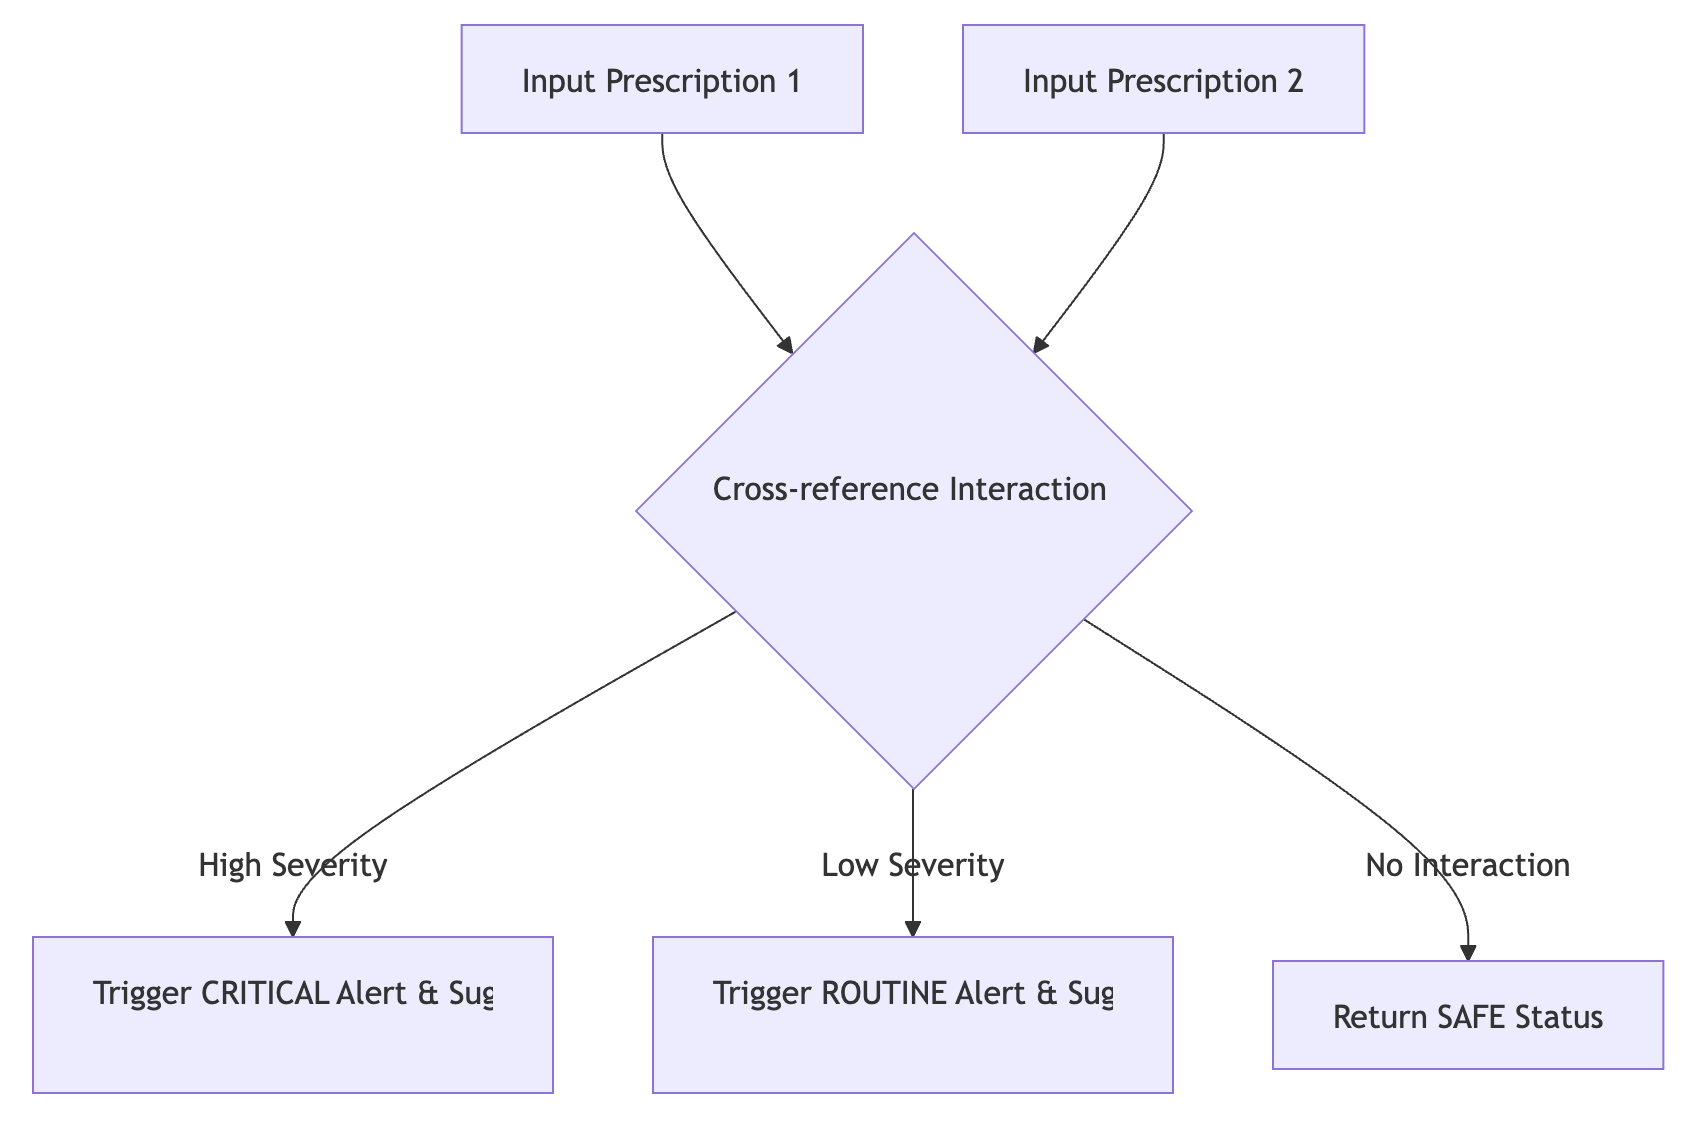 Input Prescription 1
Input Prescription 2
Cross-reference Interaction
High Severity
Low Severity
No Interaction
Trigger CRITICAL Alert & Sug
Trigger ROUTINE Alert & Sug
Return SAFE Status